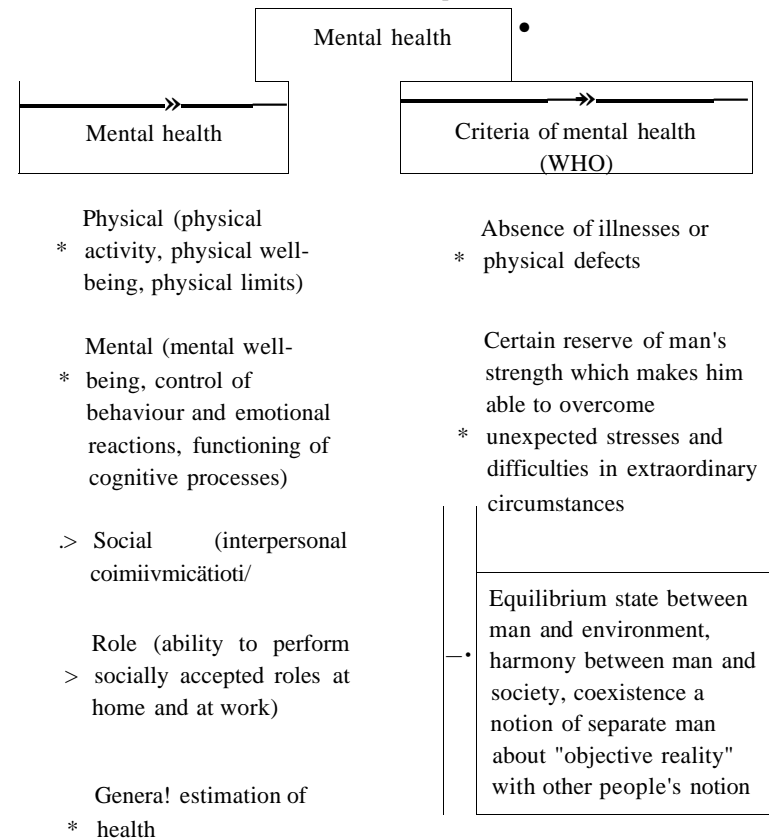 Mental health
Mental health
Physical (physical
* activity, physical well-
being, physical limits)
Mental (mental well-
* being, control of
behaviour and emotional
reactions, functioning of
cognitive processes)
.> Social (interpersonal
coimiivmicätioti/
Role (ability to perform
> socially accepted roles at
home and at work)
Genera! estimation of
* health
Criteria of mental health
(WHO)
Absence of illnesses or
* physical defects
Certain reserve of man's
strength which makes him
able to overcome
* unexpected stresses and
difficulties in extraordinary
circumstances
Equilibrium state between
man and environment,
harmony between man and
society, coexistence a
notion of separate man
about "objective reality"
with other people's notion